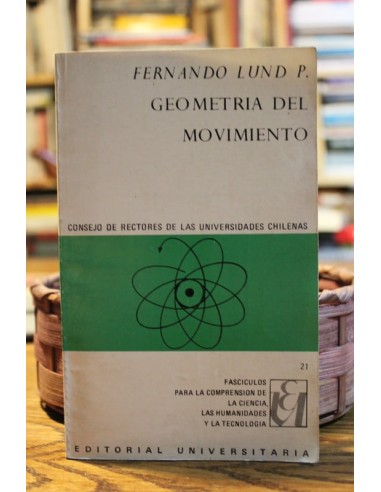 FERNANDO LUND P.
GEOMETRIA DEL
MOVIMIENTO
CONSEJO DE RECTORES DE LAS UNIVERSIDADES CHILENAS
21
FASCICULOS
PARA LA COMPRENSION DE
LA CIENCIA,
LAS HUMANIDADES
Y LA TECNOLOGIA
EDITORIAL UNIVERSITARIA